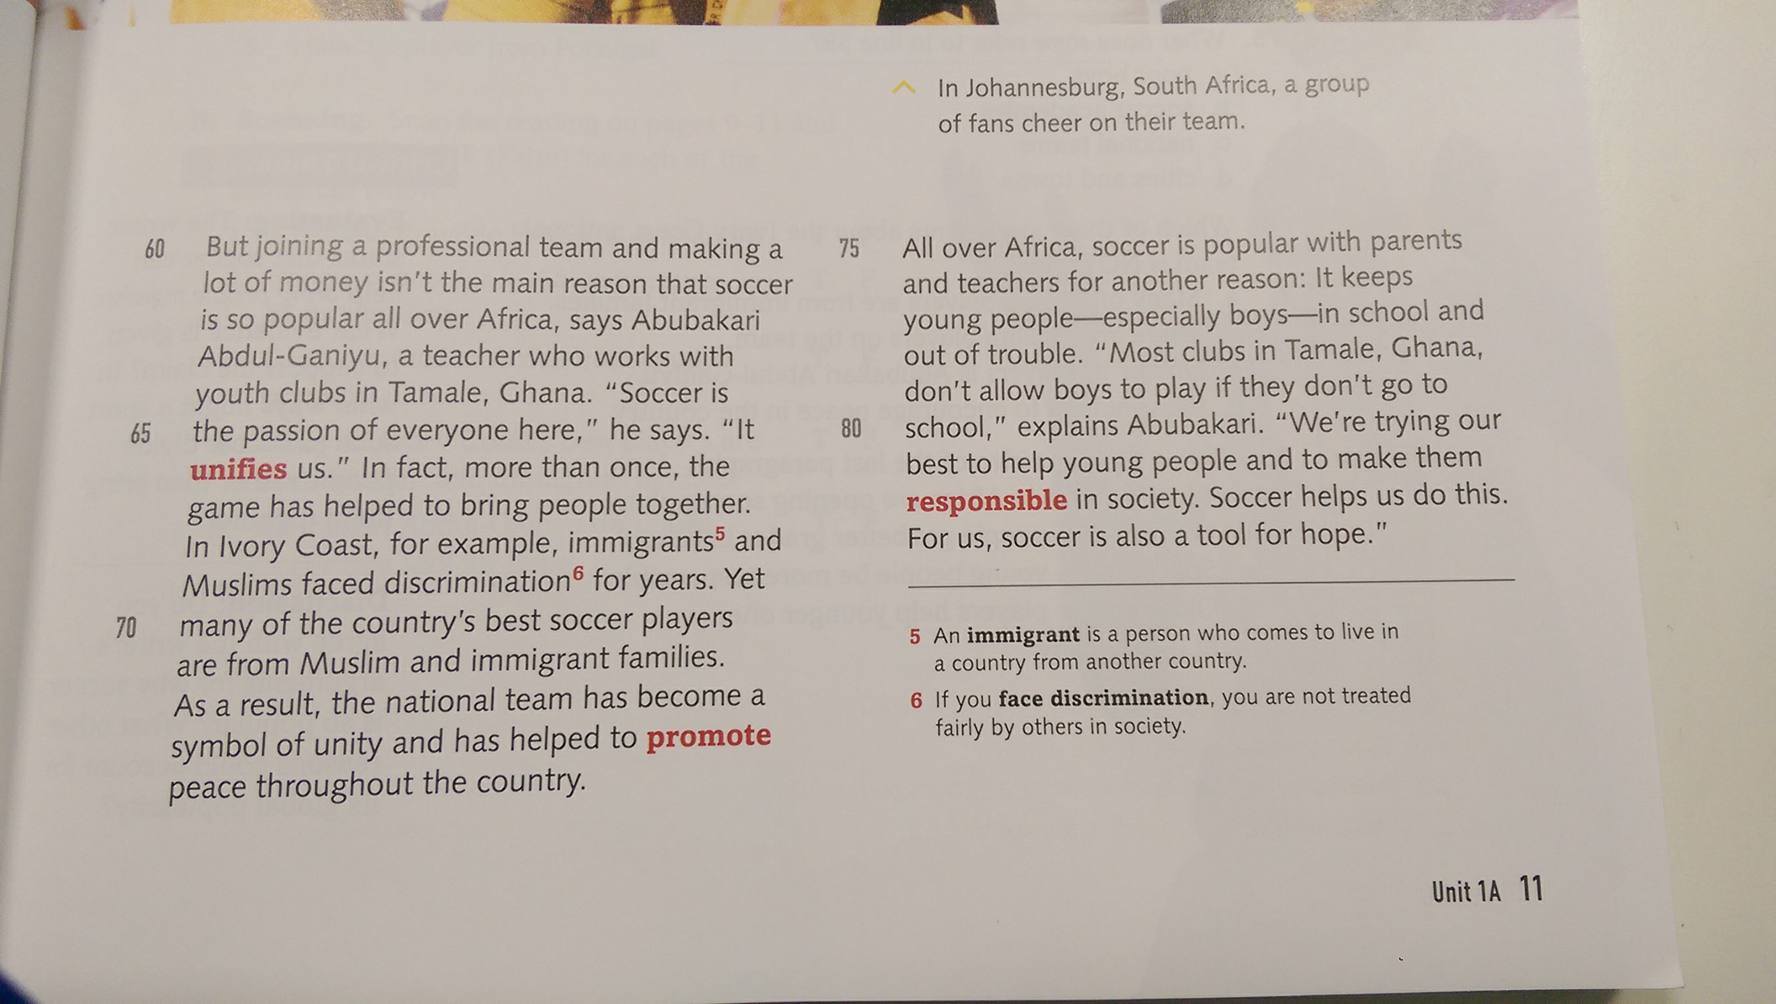 In Johannesburg, South Africa, a group
of fans cheer on their team.
60 But joining a professional team and making a
lot of money isn't the main reason that soccer
is so popular all over Africa, says Abubakari
Abdul-Ganiyu, a teacher who works with
youth clubs in Tamale, Ghana. “Soccer is
65 the passion of everyone here,” he says. “It
unifies us.” In fact, more than once, the
game has helped to bring people together.
In Ivory Coast, for example, immigrants5 and
Muslims faced discrimination6 for years. Yet
70 many of the country's best soccer players
are from Muslim and immigrant families.
As a result, the national team has become a
symbol of unity and has helped to promote
peace throughout the country.
75 All over Africa, soccer is popular with parents
and teachers for another reason: It keeps
young people—especially boys—in school and
out of trouble. “Most clubs in Tamale, Ghana,
don't allow boys to play if they don't go to
80 school,” explains Abubakari. “We're trying our
best to help young people and to make them
responsible in society. Soccer helps us do this.
For us, soccer is also a tool for hope.”
5 An immigrant is a person who comes to live in
a country from another country.
6 If you face discrimination, you are not treated
fairly by others in society.
Unit 1A 11